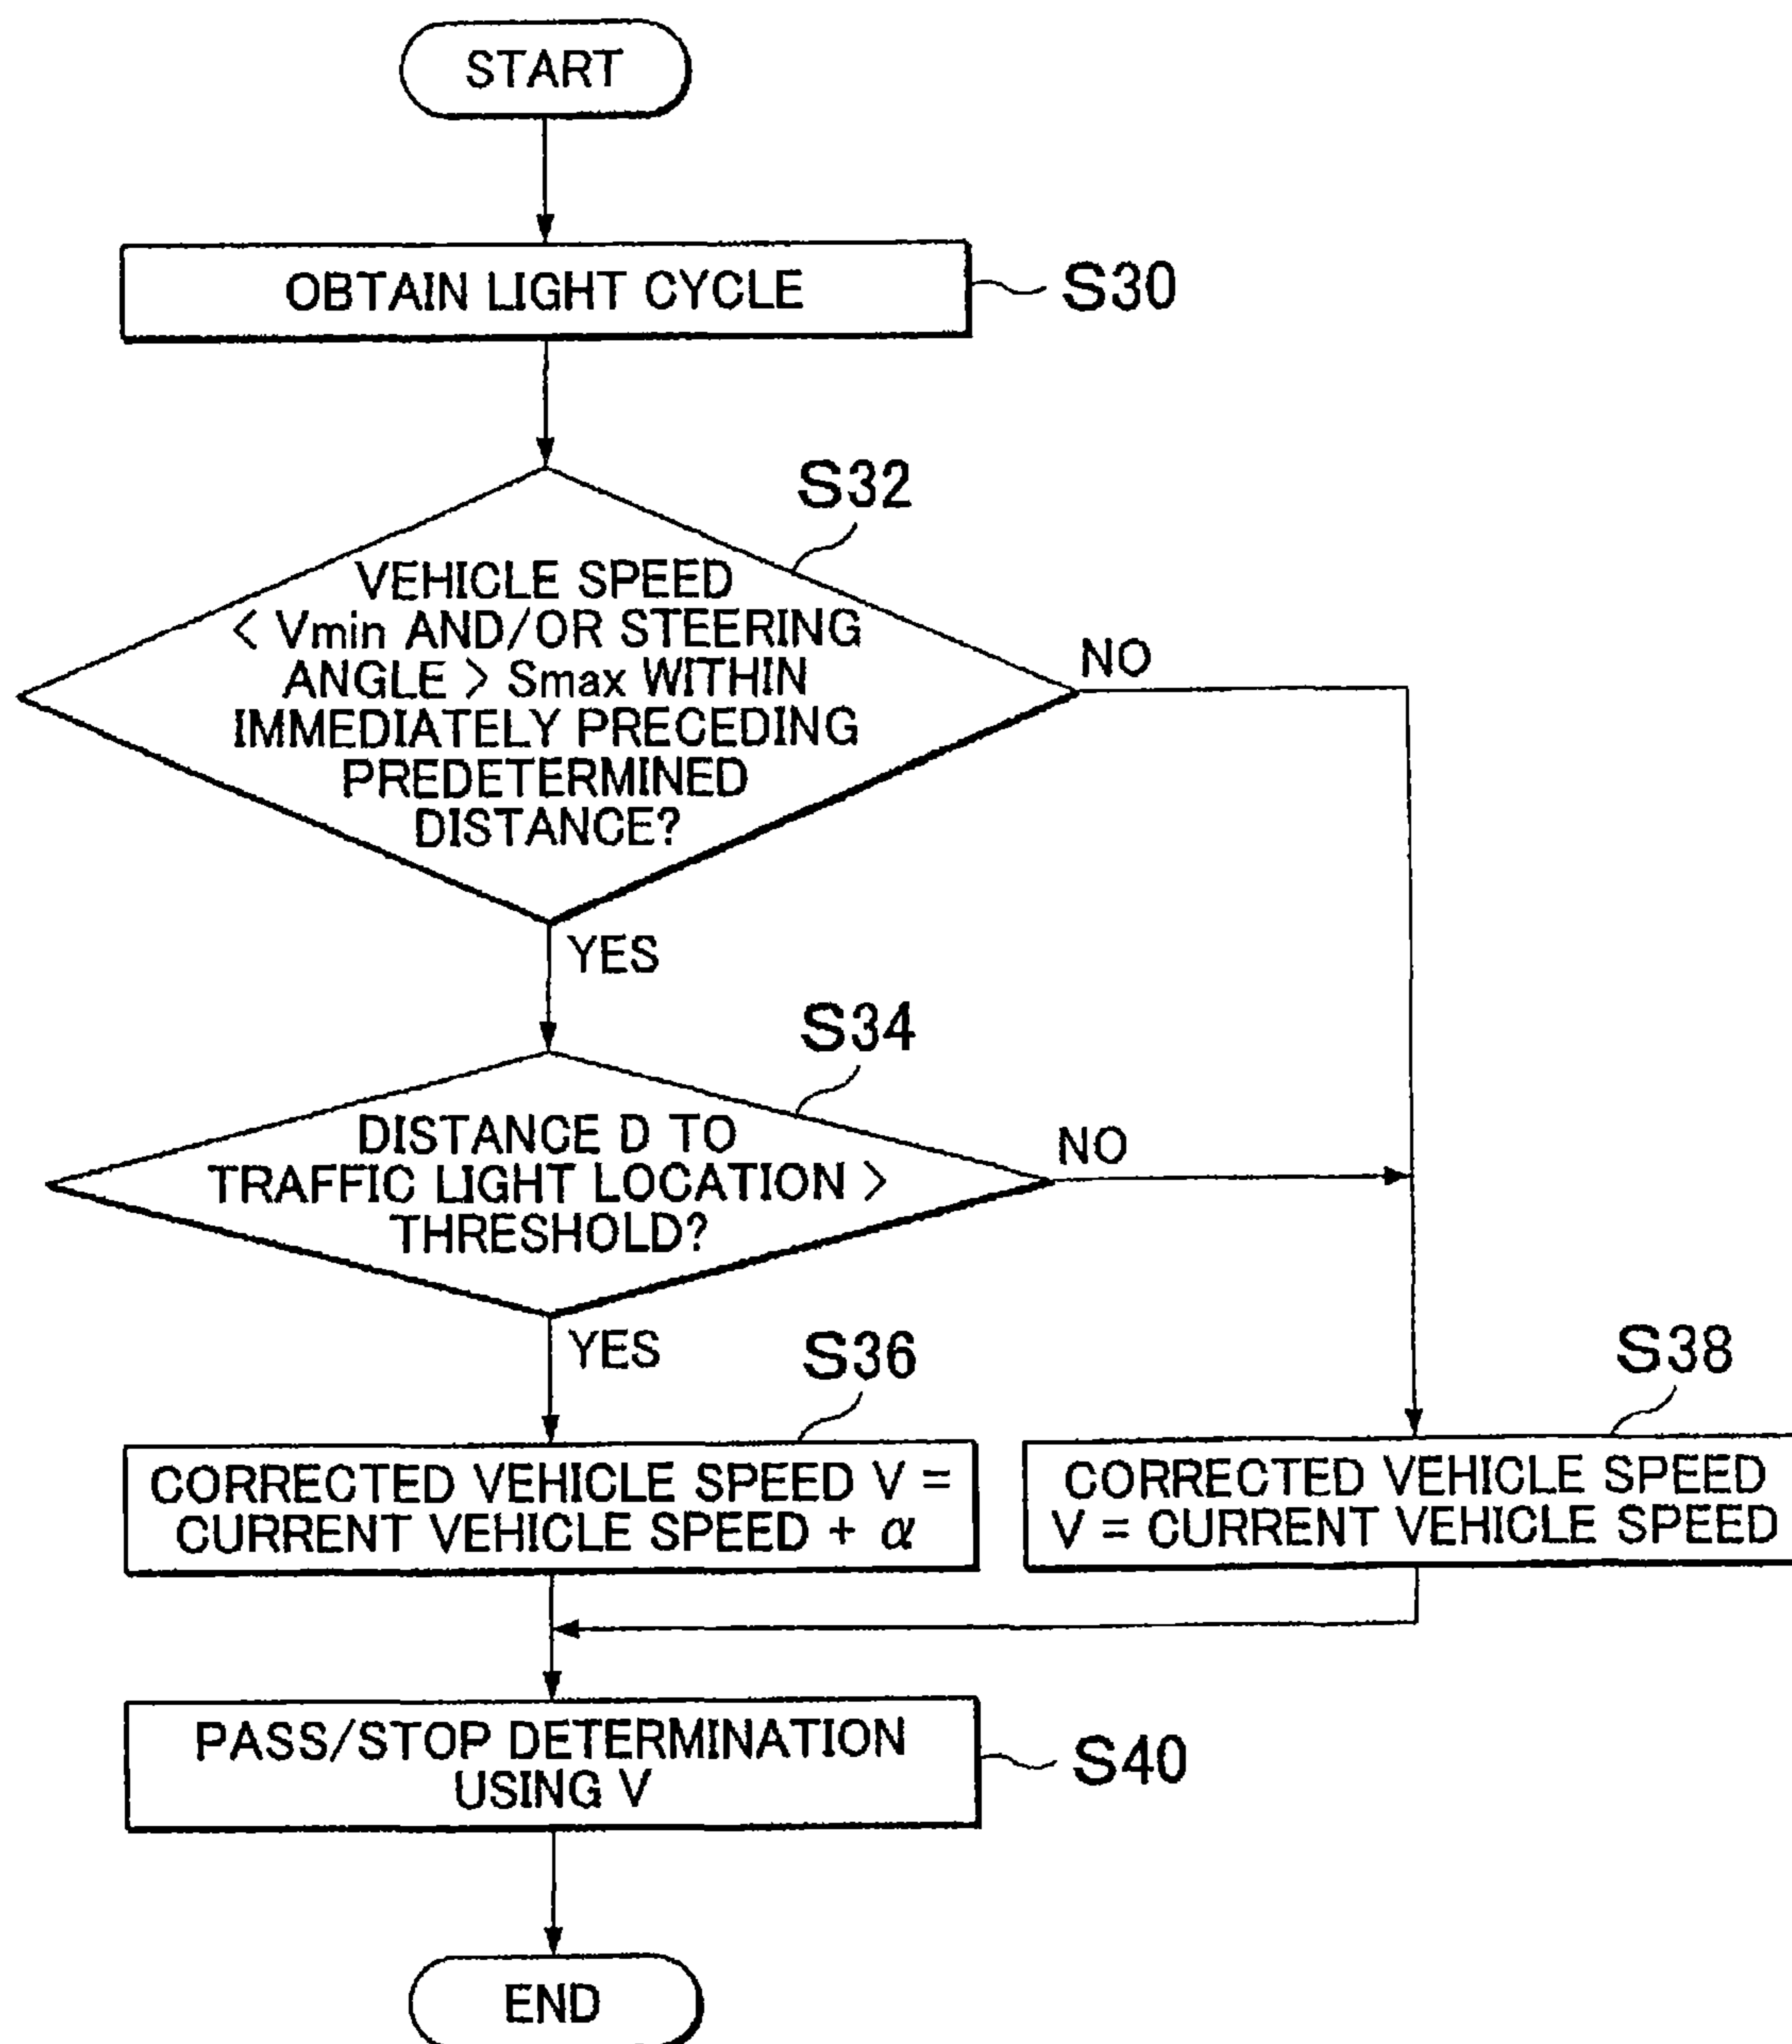 START
OBTAIN LIGHT CYCLE
S30
S32
VEHICLE SPEED
< Vmin AND/OR STEERING
ANGLE > Smax WITHIN
IMMEDIATELY PRECEDING
PREDETERMINED
DISTANCE?
NO
YES
S34
DISTANCE D TO
TRAFFIC LIGHT LOCATION >
THRESHOLD?
NO
YES
S36
CORRECTED VEHICLE SPEED V =
CURRENT VEHICLE SPEED + α
S38
CORRECTED VEHICLE SPEED
V = CURRENT VEHICLE SPEED
PASS/STOP DETERMINATION
USING V
S40
END